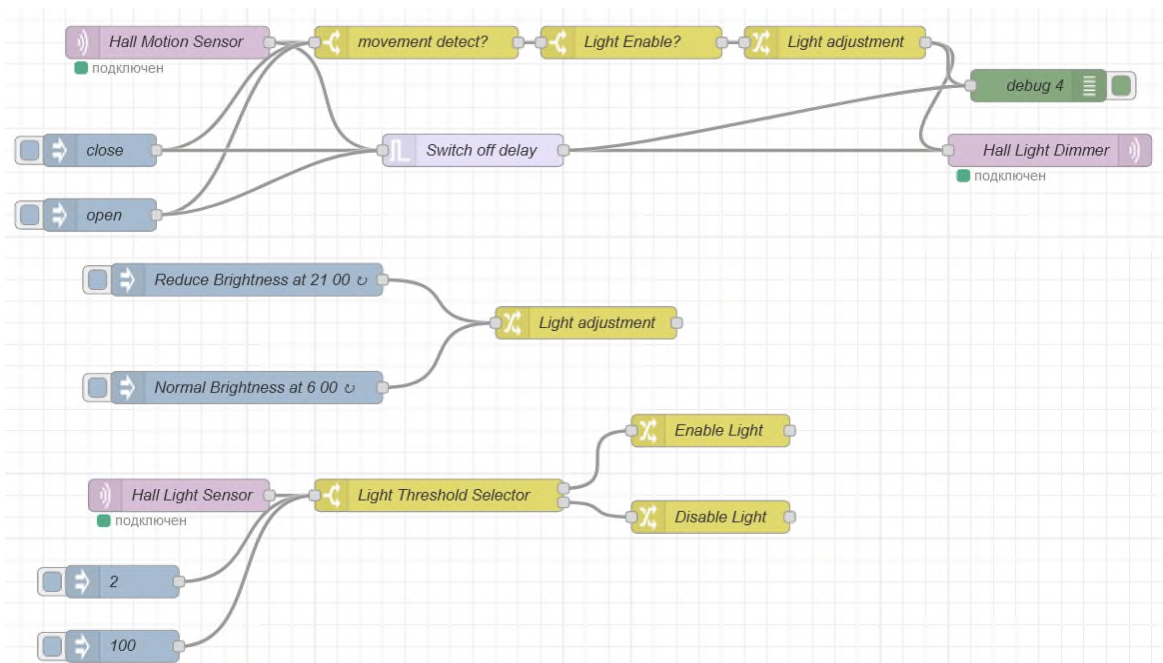 Hall Motion Sensor
подключен
movement detect?
Light Enable?
Light adjustment
debug 4
close
Switch off delay
Hall Light Dimmer
подключен
open
Reduce Brightness at 21 00 ↻
Light adjustment
Normal Brightness at 6 00 ↻
Enable Light
Hall Light Sensor
подключен
Light Threshold Selector
Disable Light
2
100